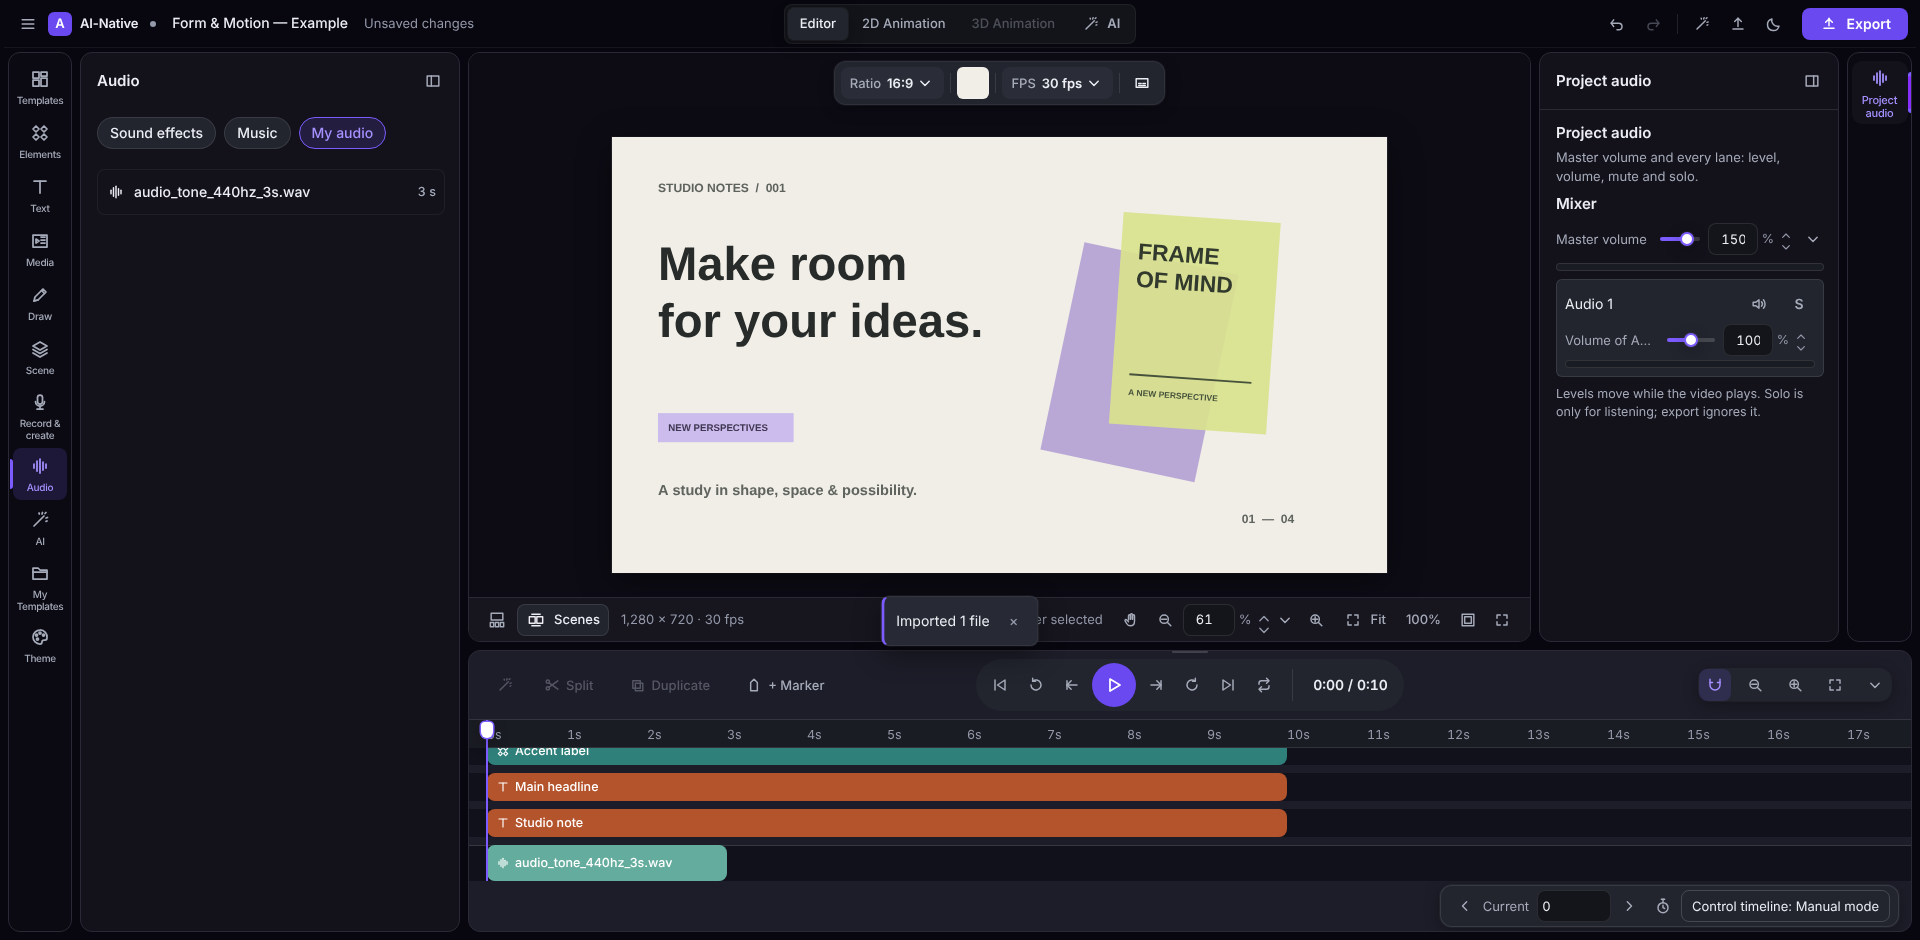 A AI-Native • Form & Motion — Example Unsaved changes
Editor 2D Animation 3D Animation AI
Export
Templates
Elements
Text
Media
Draw
Scene
Record &
create
Audio
AI
My
Templates
Theme
Audio
Sound effects Music My audio
audio_tone_440hz_3s.wav 3 s
Ratio 16:9 FPS 30 fps
STUDIO NOTES / 001
Make room
for your ideas.
NEW PERSPECTIVES
A study in shape, space & possibility.
FRAME
OF MIND
A NEW PERSPECTIVE
01 — 04
Scenes 1,280 × 720 · 30 fps
Imported 1 file ×
selected
61 % Fit 100%
Project audio
Project audio
Master volume and every lane: level,
volume, mute and solo.
Mixer
Master volume 150 %
Audio 1 S
Volume of A... 100 %
Levels move while the video plays. Solo is
only for listening; export ignores it.
Project
audio
Split Duplicate + Marker
0:00 / 0:10
1s 2s 3s 4s 5s 6s 7s 8s 9s 10s 11s 12s 13s 14s 15s 16s 17s
Accent label
Main headline
Studio note
audio_tone_440hz_3s.wav
Current 0 Control timeline: Manual mode